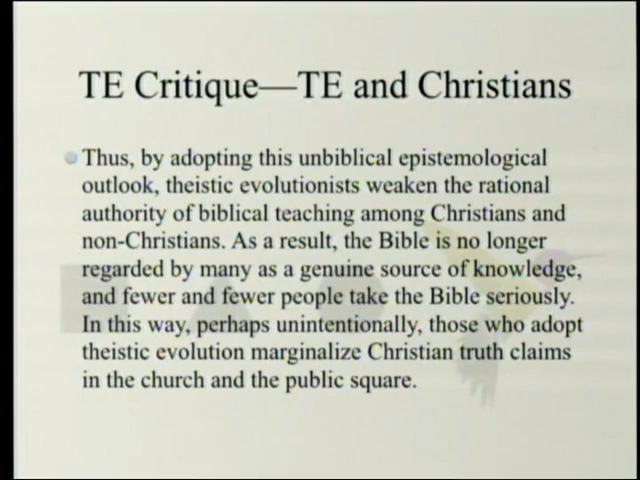 TE Critique—TE and Christians
Thus, by adopting this unbiblical epistemological
outlook, theistic evolutionists weaken the rational
authority of biblical teaching among Christians and
non-Christians. As a result, the Bible is no longer
regarded by many as a genuine source of knowledge,
and fewer and fewer people take the Bible seriously.
In this way, perhaps unintentionally, those who adopt
theistic evolution marginalize Christian truth claims
in the church and the public square.